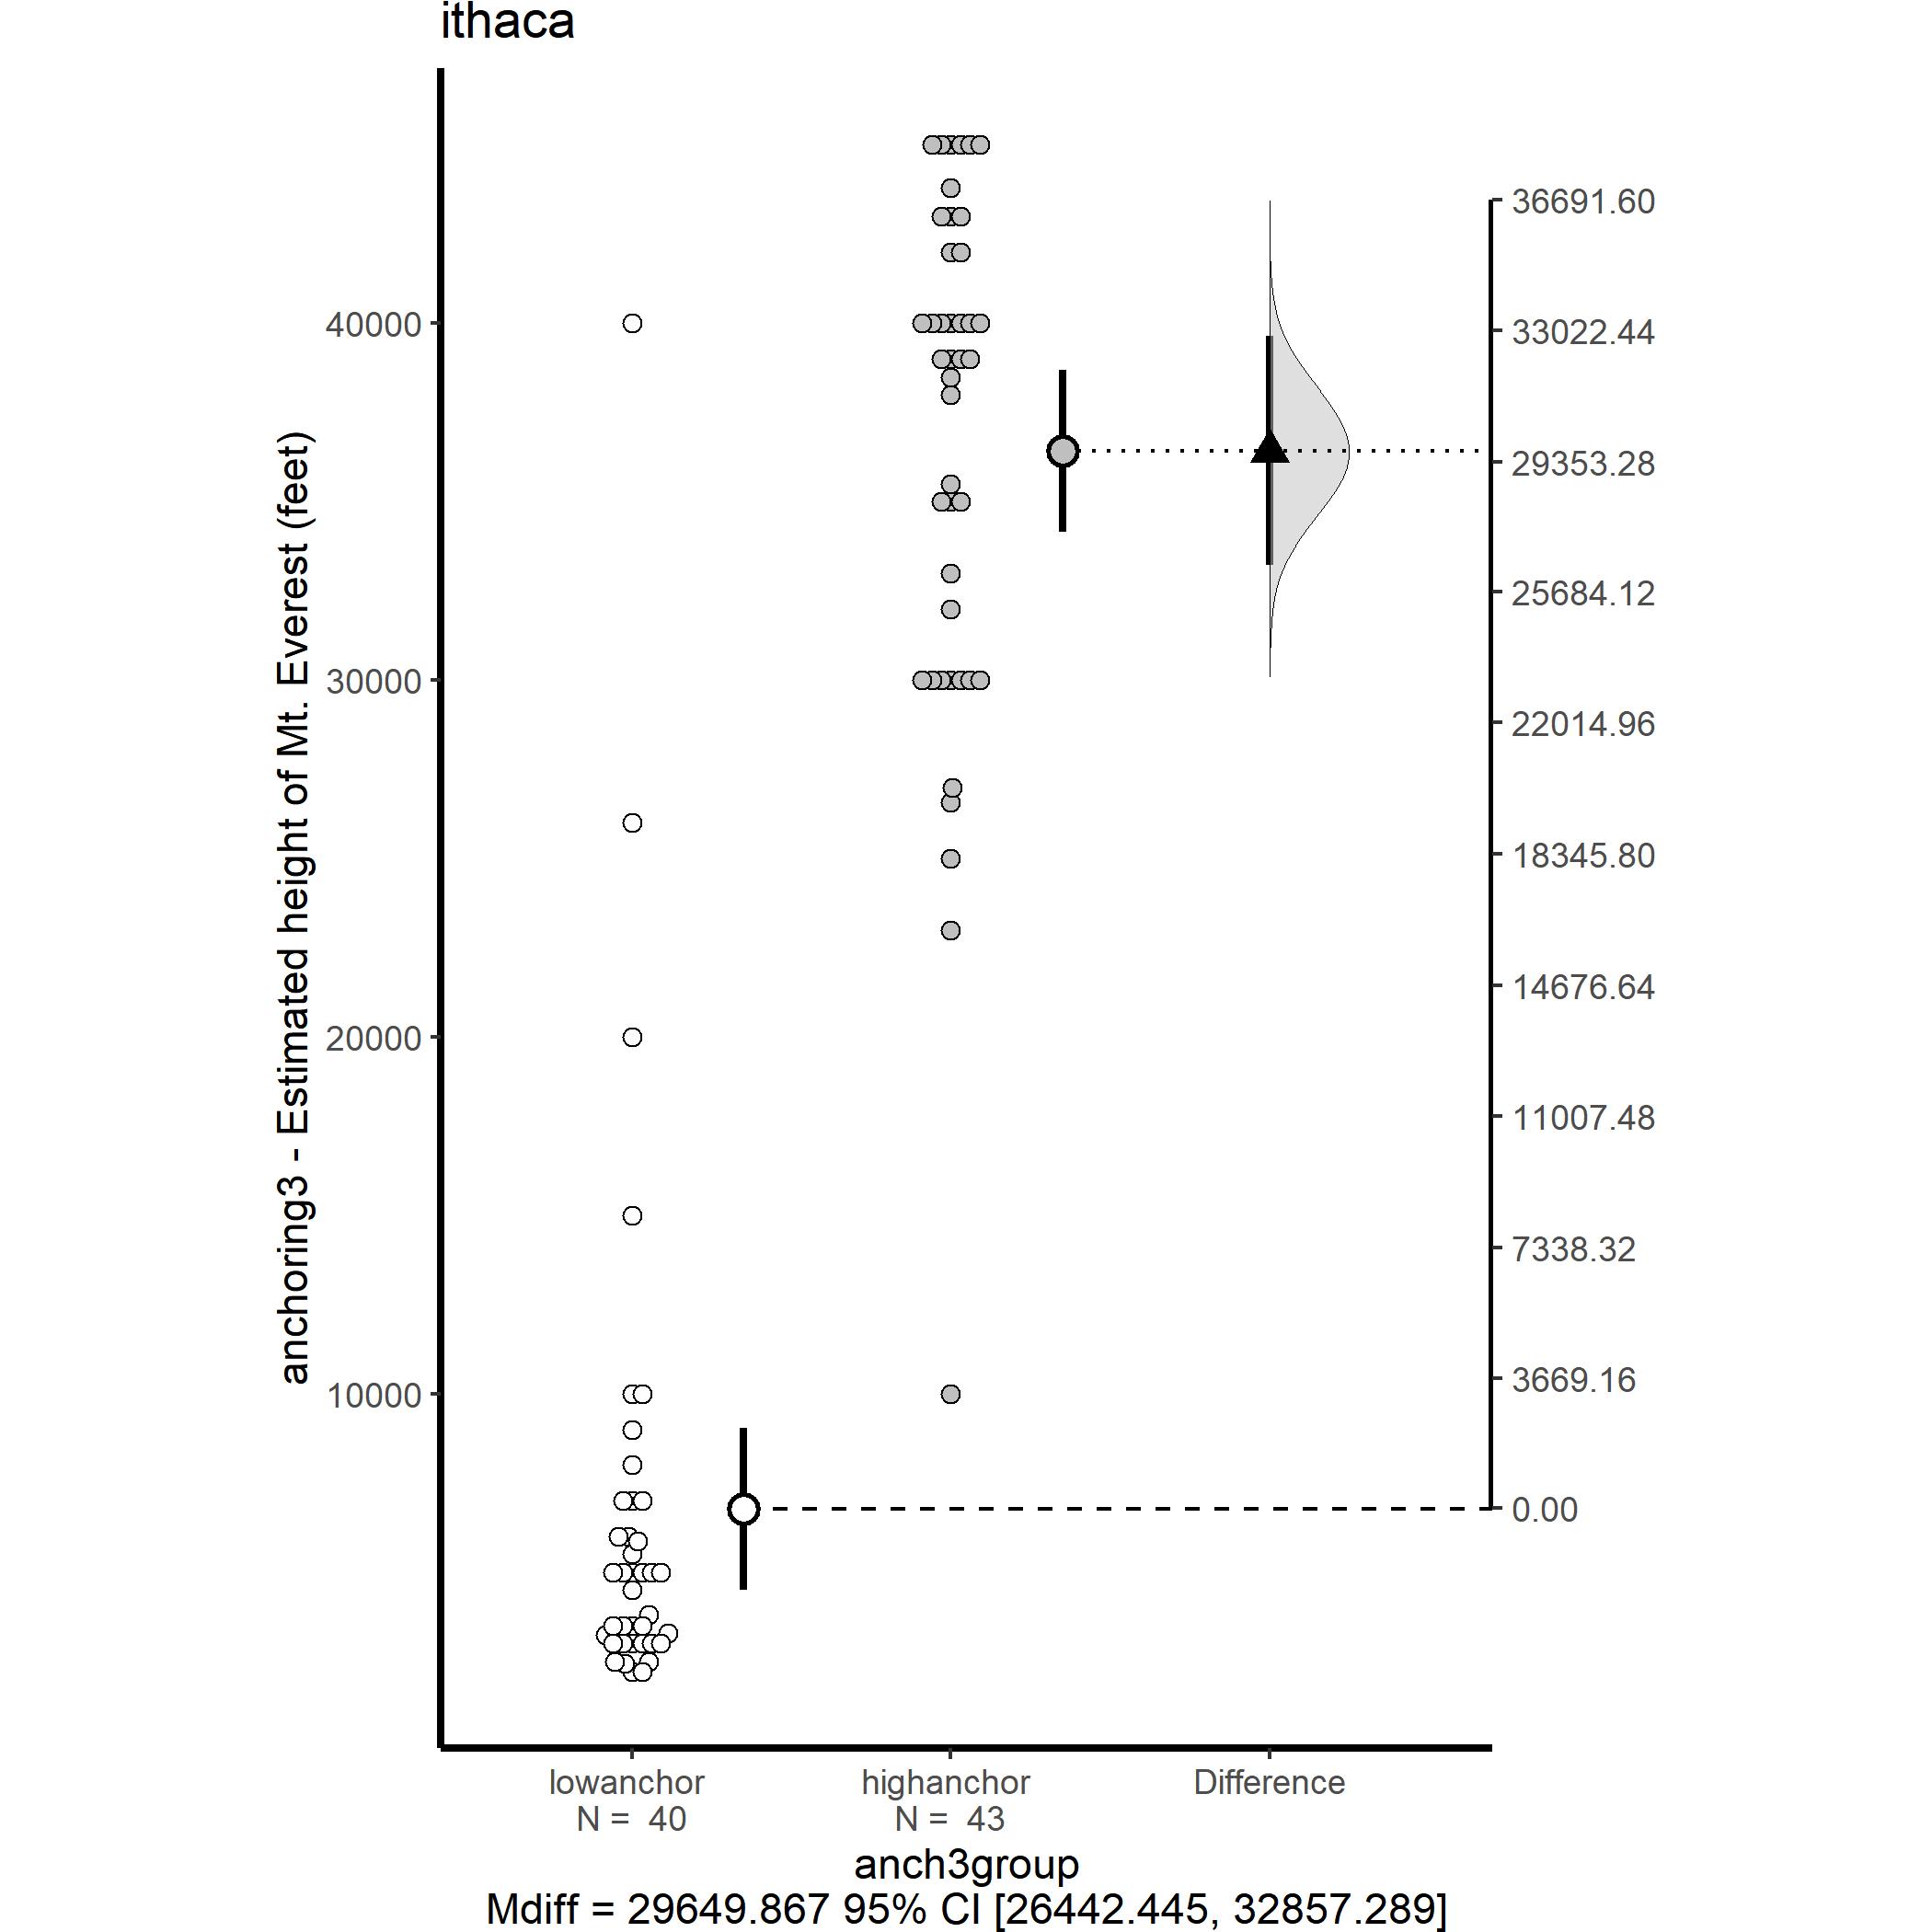 ithaca
anchoring3 - Estimated height of Mt. Everest (feet)
40000
30000
20000
10000
36691.60
33022.44
29353.28
25684.12
22014.96
18345.80
14676.64
11007.48
7338.32
3669.16
0.00
lowanchor
N =  40
highanchor
N =  43
Difference
anch3group
Mdiff = 29649.867 95% CI [26442.445, 32857.289]